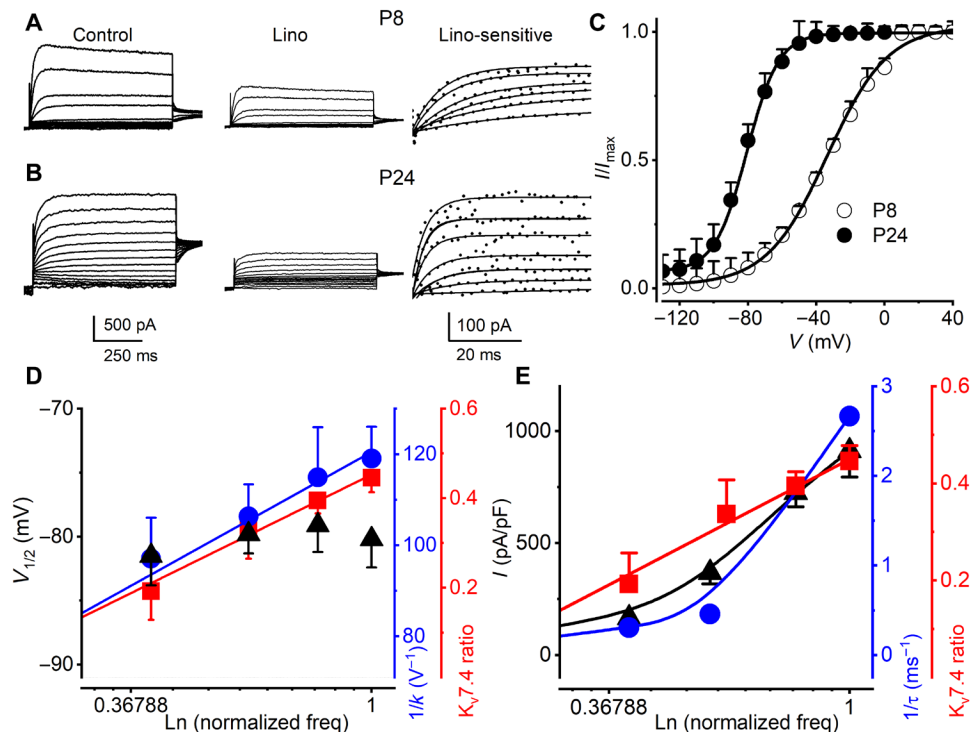 A
P8
Control
Lino
Lino-sensitive
B
P24
500 pA
250 ms
100 pA
20 ms
C
1.0
0.5
0.0
I/Imax
P8
P24
−120
−80
−40
0
40
V (mV)
D
−70
−80
−90
V1/2 (mV)
120
100
80
1/k (V−1)
0.6
0.4
0.2
Kv7.4 ratio
0.36788
1
Ln (normalized freq)
E
1000
500
0
I (pA/pF)
3
2
1
0
1/τ (ms−1)
0.6
0.4
0.2
Kv7.4 ratio
0.36788
1
Ln (normalized freq)